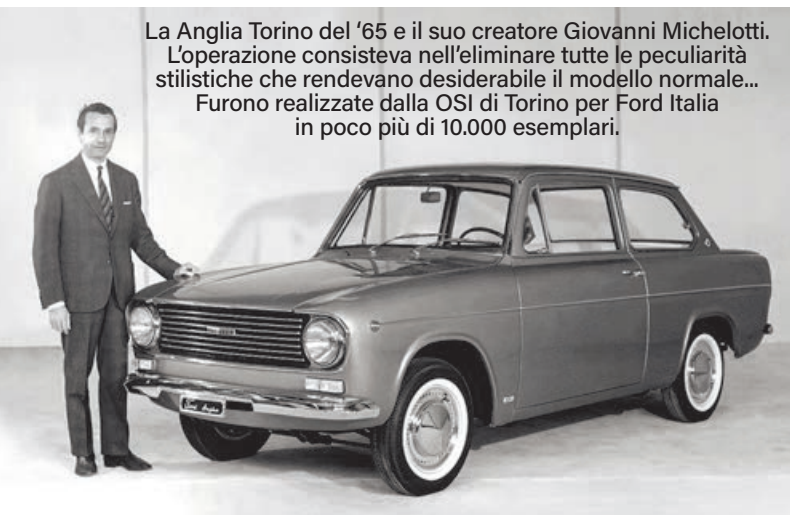 La Anglia Torino del ‘65 e il suo creatore Giovanni Michelotti.
L’operazione consisteva nell’eliminare tutte le peculiarità
stilistiche che rendevano desiderabile il modello normale...
Furono realizzate dalla OSI di Torino per Ford Italia
in poco più di 10.000 esemplari.